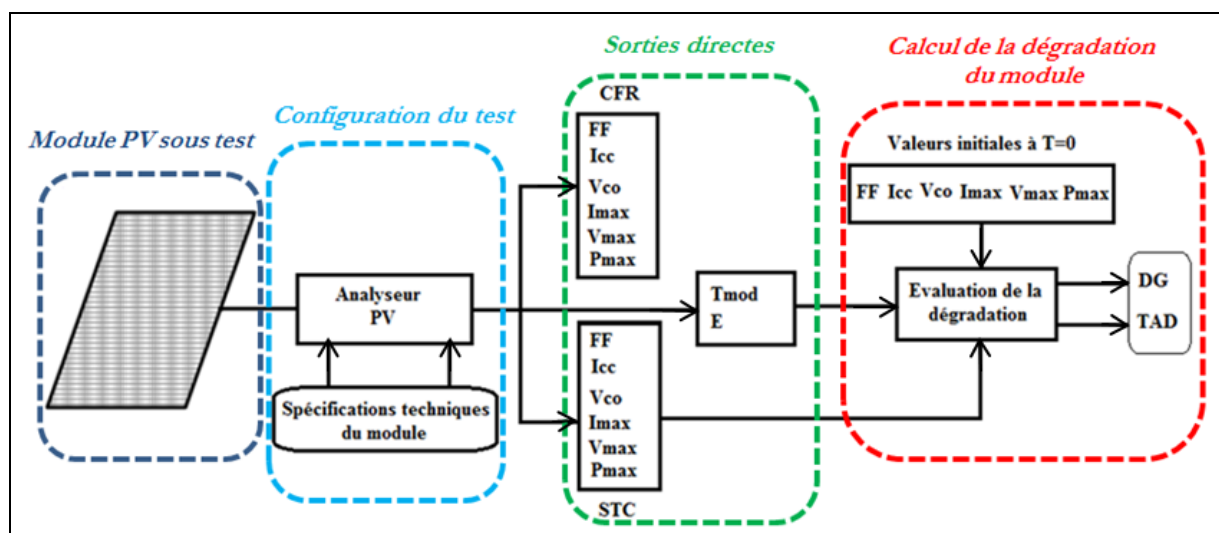 Module PV sous test
Configuration du test
Analyseur
PV
Spécifications techniques
du module
Sorties directes
CFR
FF
Icc
Vco
Imax
Vmax
Pmax
Tmod
E
FF
Icc
Vco
Imax
Vmax
Pmax
STC
Calcul de la dégradation
du module
Valeurs initiales à T=0
FF Icc Vco Imax Vmax Pmax
Evaluation de la
dégradation
DG
TAD